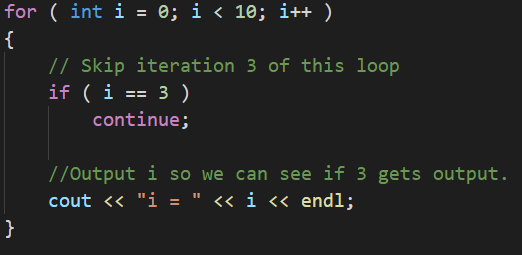 for ( int i = 0; i < 10; i++ )
{
    // Skip iteration 3 of this loop
    if ( i == 3 )
        continue;

    //Output i so we can see if 3 gets output.
    cout << "i = " << i << endl;
}